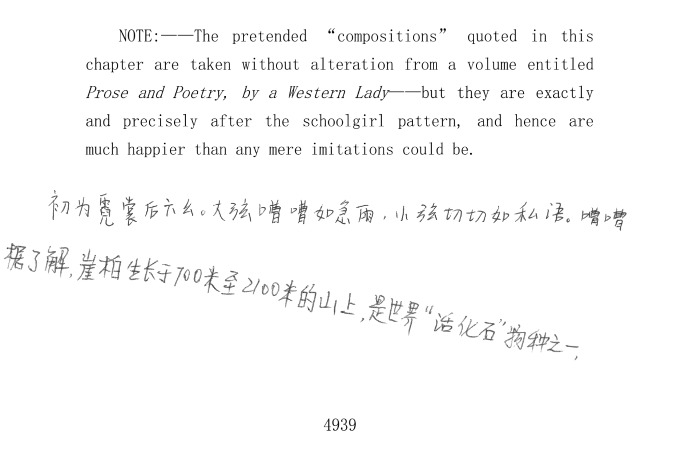 NOTE:——The pretended “compositions” quoted in this
chapter are taken without alteration from a volume entitled
Prose and Poetry, by a Western Lady——but they are exactly
and precisely after the schoolgirl pattern, and hence are
much happier than any mere imitations could be.
初为霓裳后六幺。大弦嘈嘈如急雨,小弦切切如私语。嘈嘈
据了解,崖柏生长于700米至2100米的山上,是世界“活化石”物种之一,
4939